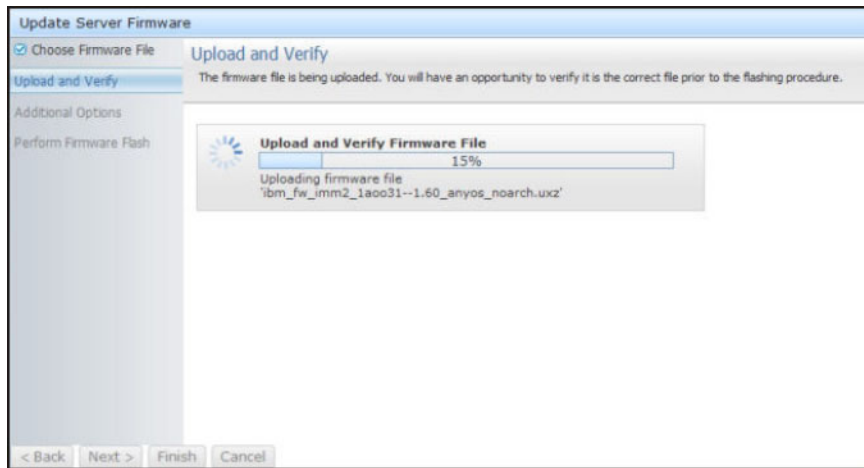 Update Server Firmware
Choose Firmware File
Upload and Verify
Additional Options
Perform Firmware Flash
Upload and Verify
The firmware file is being uploaded. You will have an opportunity to verify it is the correct file prior to the flashing procedure.
Upload and Verify Firmware File
15%
Uploading firmware file
'ibm_fw_imm2_1aoo31--1.60_anyos_noarch.uxz'
< Back Next > Finish Cancel